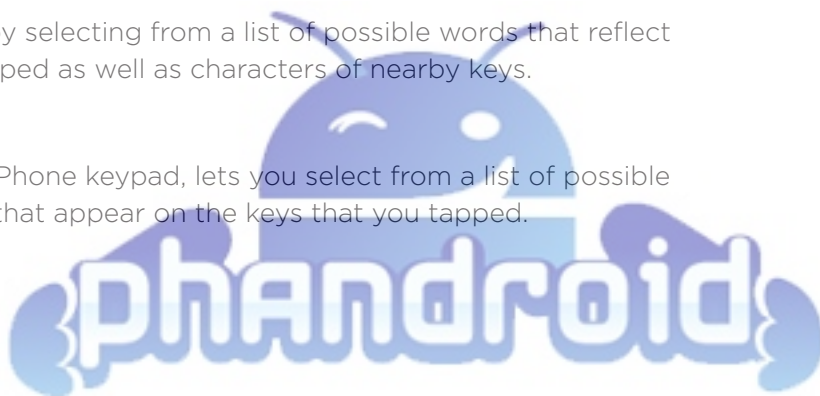 y selecting from a list of possible words that reflect
ped as well as characters of nearby keys.
Phone keypad, lets you select from a list of possible
that appear on the keys that you tapped.
phandroid